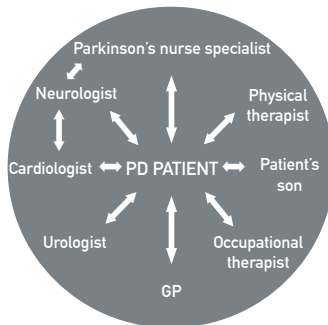 Parkinson's nurse specialist
Neurologist
Physical
therapist
Cardiologist
PD PATIENT
Patient's
son
Urologist
Occupational
therapist
GP